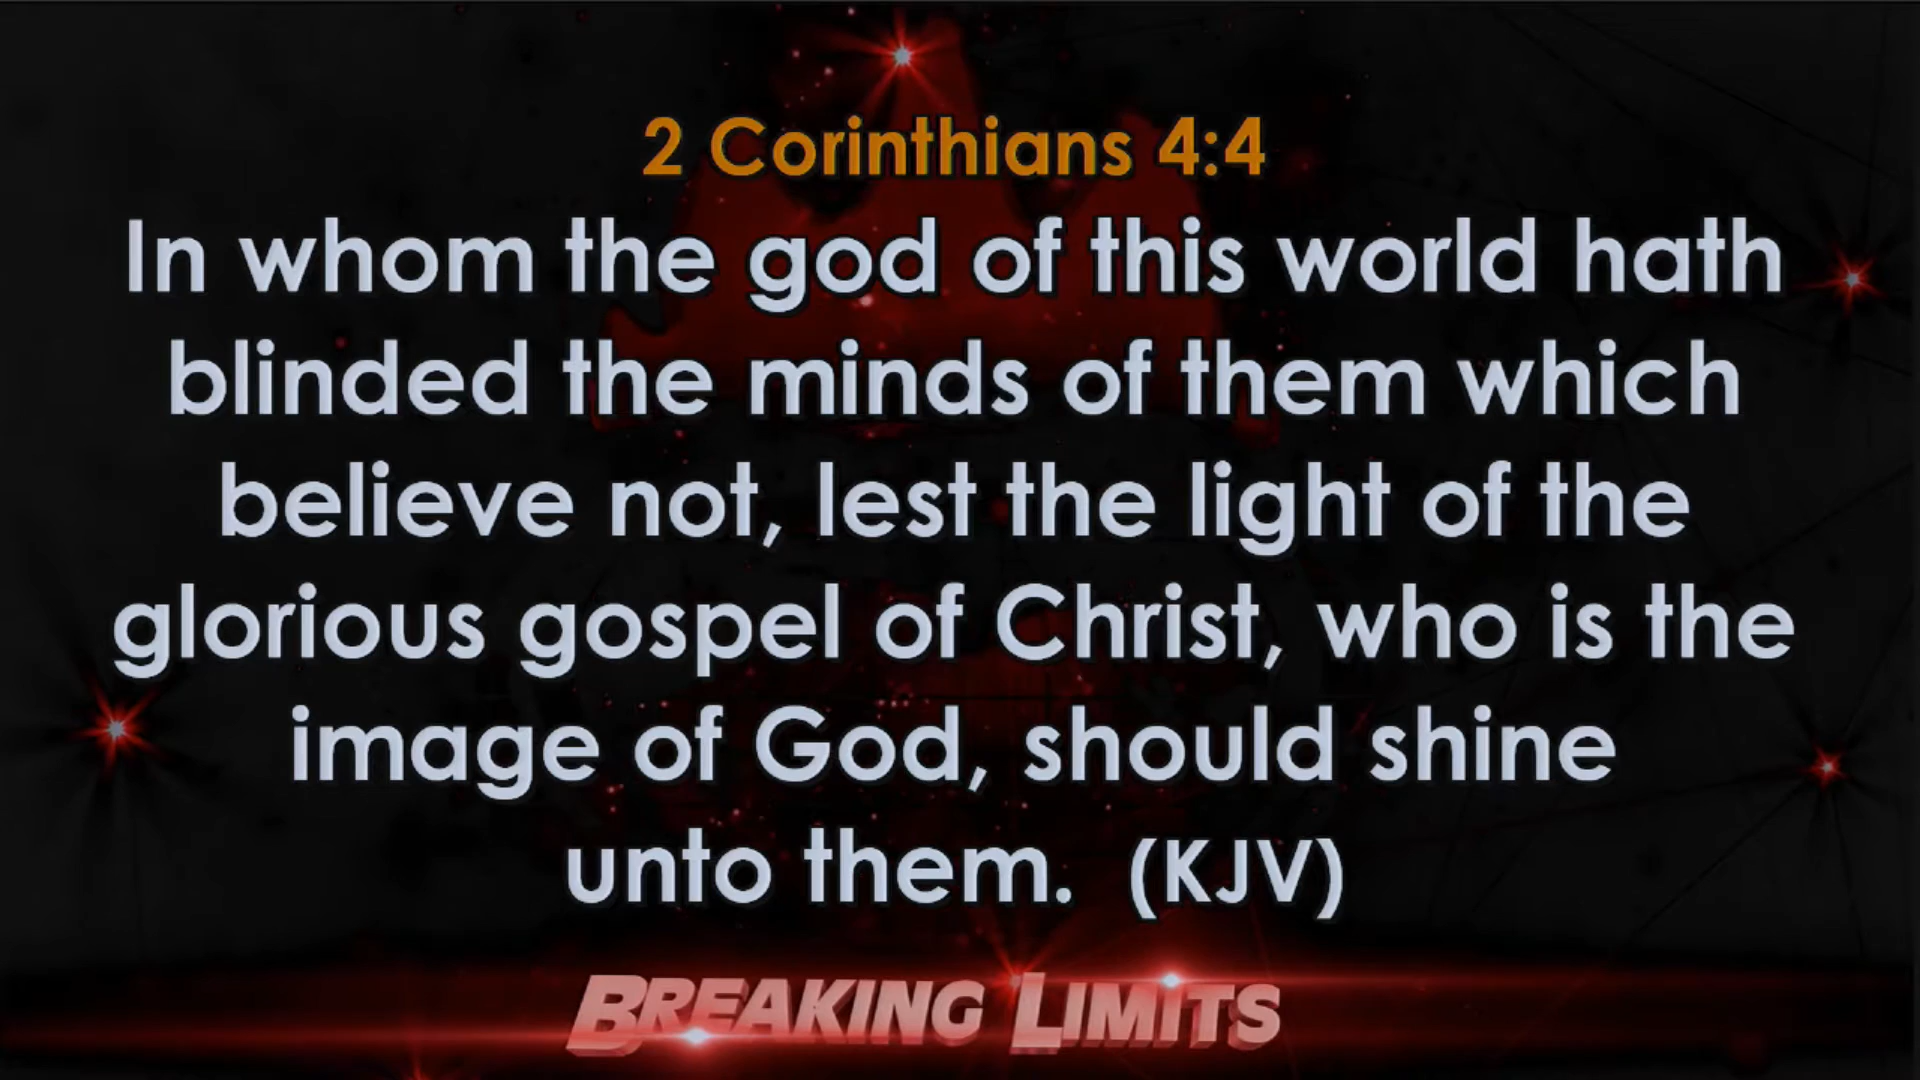 2 Corinthians 4:4
In whom the god of this world hath
blinded the minds of them which
believe not, lest the light of the
glorious gospel of Christ, who is the
image of God, should shine
unto them. (KJV)
BREAKING LIMITS